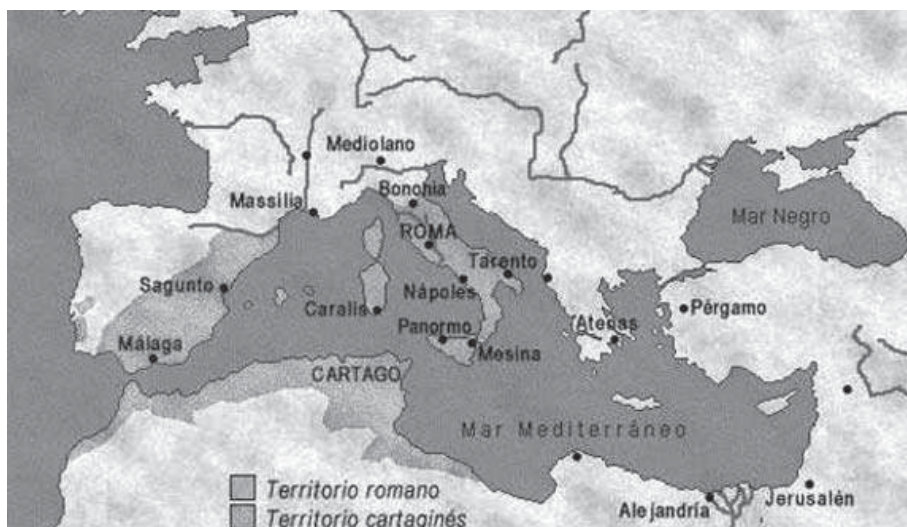 Mediolano
Bononia
Massilia
Mar Negro
ROMA
Tarento
Sagunto
Nápoles
Pérgamo
Caralis
Panormo
Atenas
Mesina
Málaga
CARTAGO
Mar Mediterráneo
Territorio romano
Alejandría
Jerusalén
Territorio cartaginés